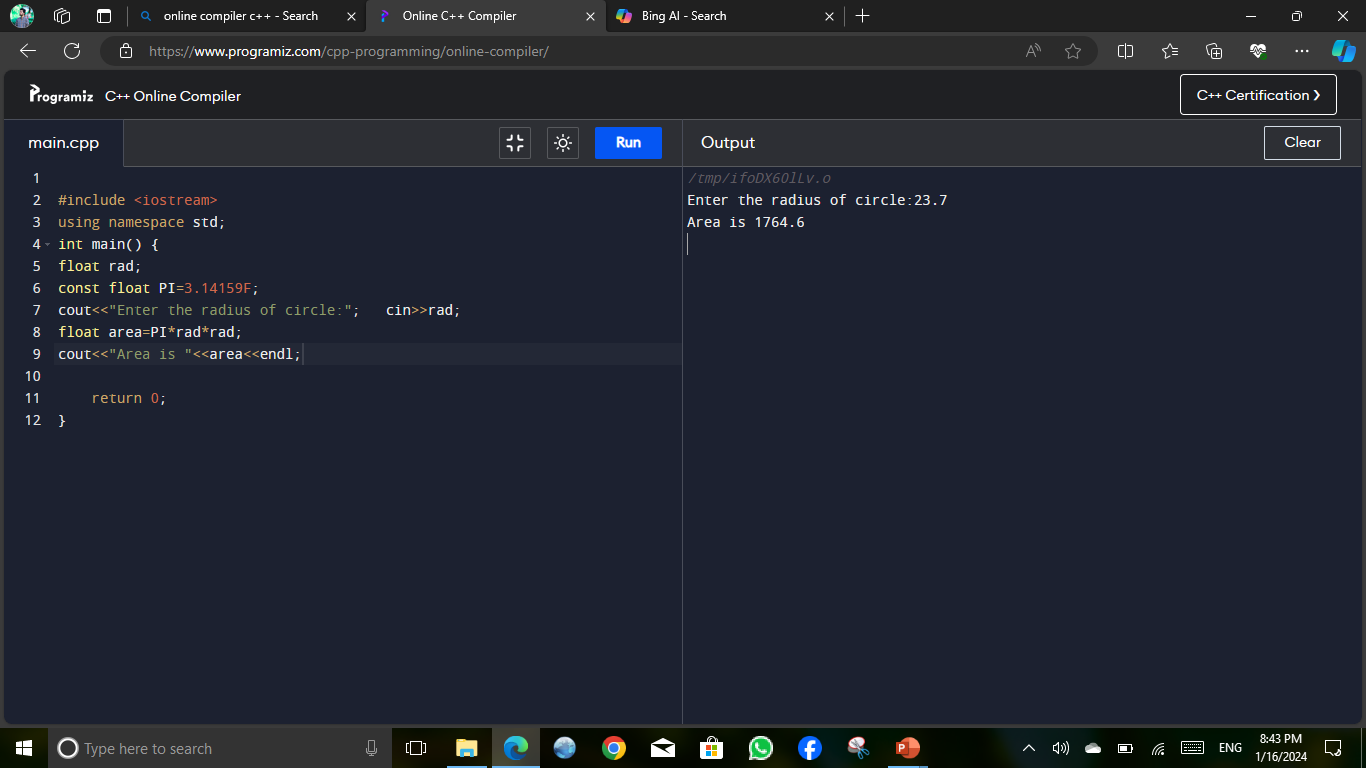 online compiler c++ - Search
Online C++ Compiler
Bing AI - Search
https://www.programiz.com/cpp-programming/online-compiler/
Programiz C++ Online Compiler
C++ Certification ❯
main.cpp
Run
Output
Clear
1
2 #include <iostream>
3 using namespace std;
4 int main() {
5 float rad;
6 const float PI=3.14159F;
7 cout<<"Enter the radius of circle:";   cin>>rad;
8 float area=PI*rad*rad;
9 cout<<"Area is "<<area<<endl;
10
11     return 0;
12 }
/tmp/ifoDX6OlLv.o
Enter the radius of circle:23.7
Area is 1764.6
Type here to search
ENG
8:43 PM
1/16/2024